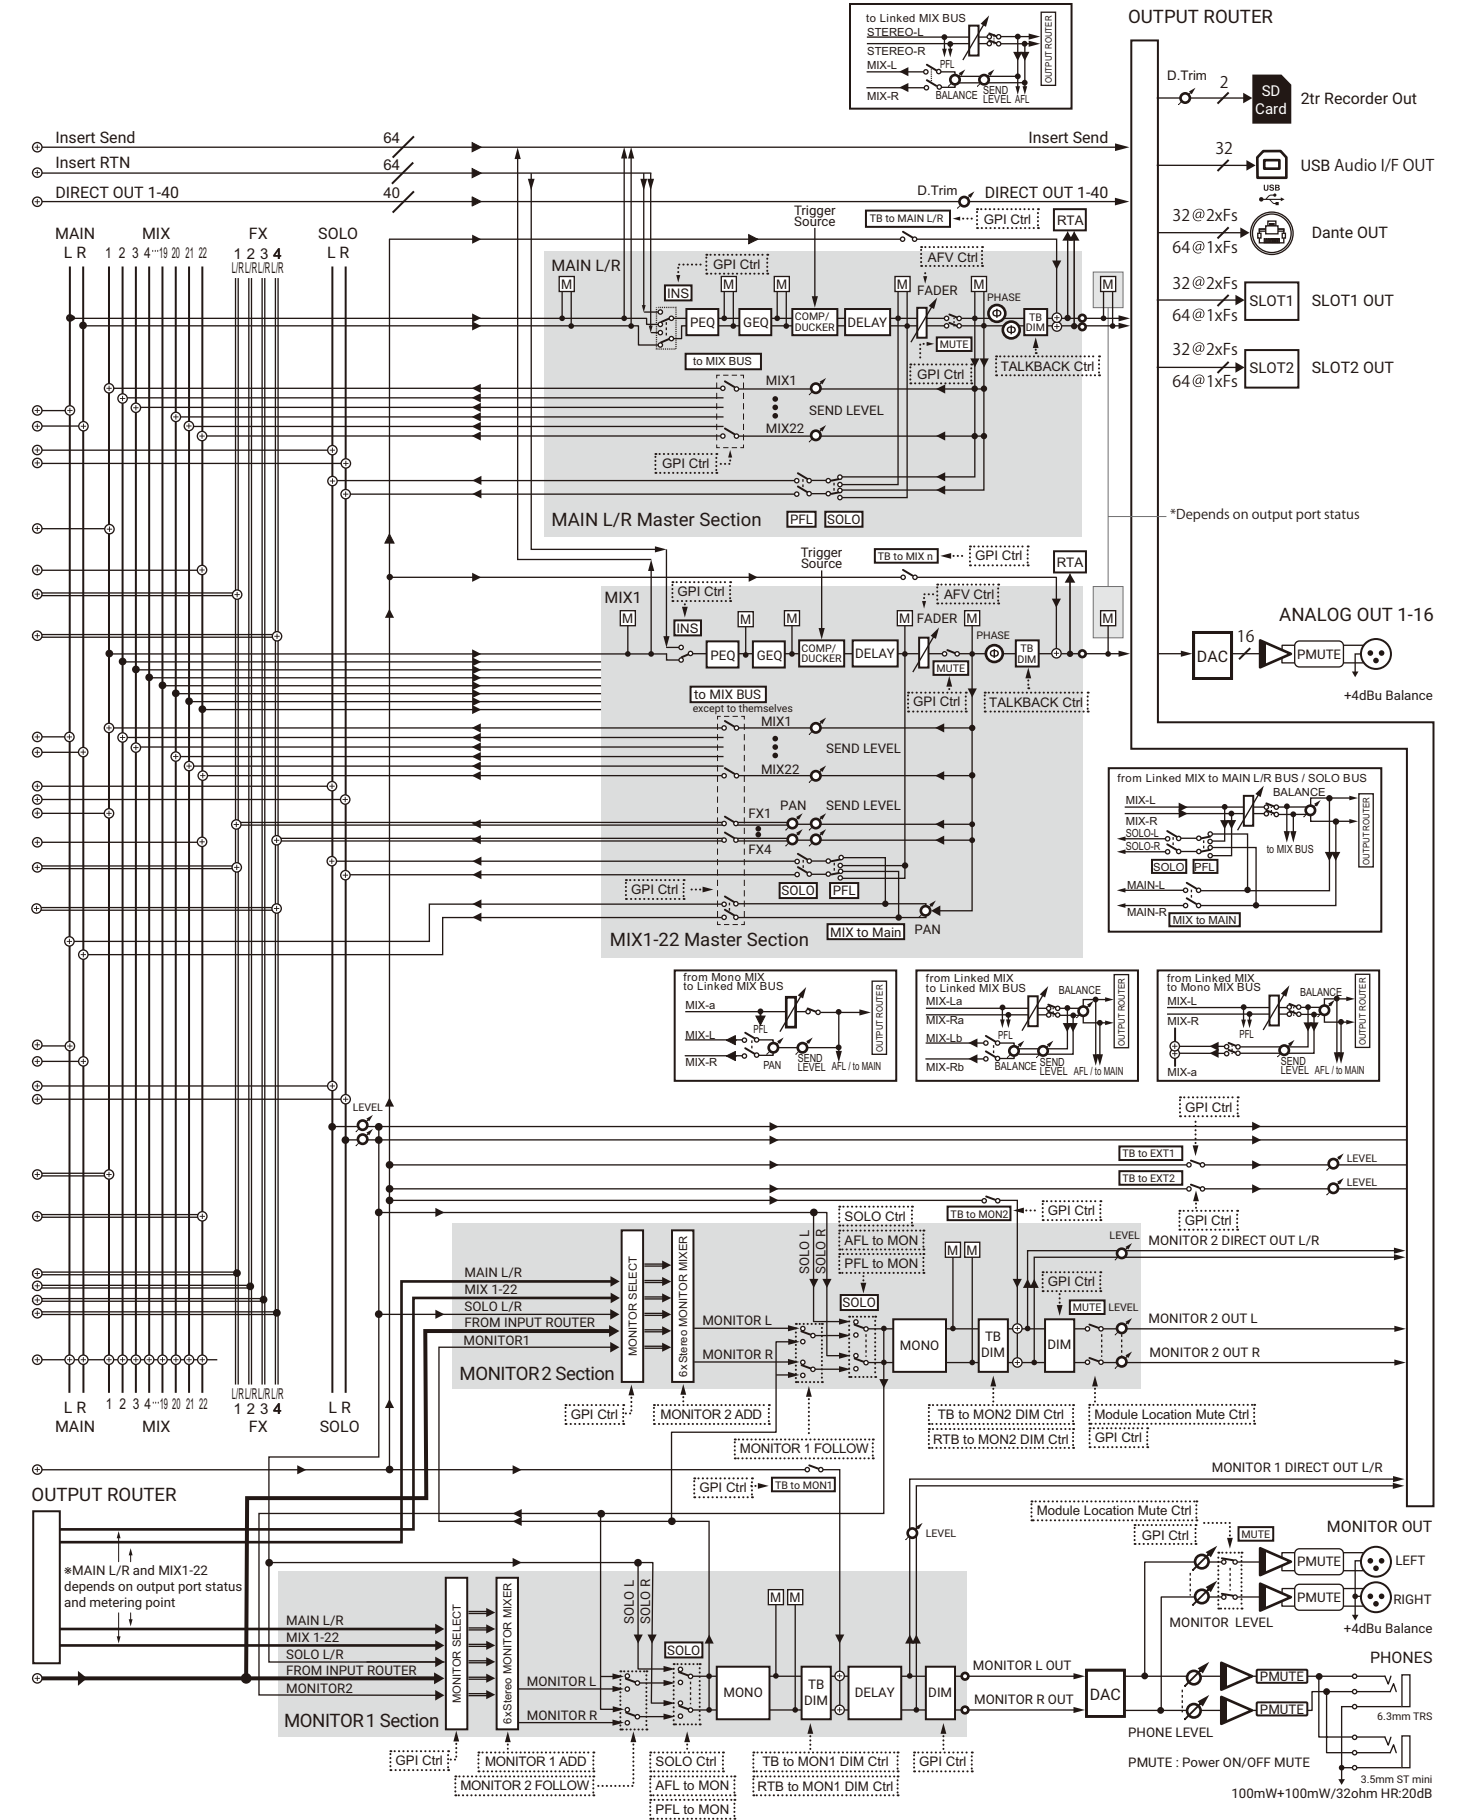 OUTPUT ROUTER
to Linked MIX BUS
STEREO-L
STEREO-R
MIX-L
PFL
MIX-R
BALANCE
SEND
LEVEL
AFL
OUTPUT ROUTER
D.Trim
2
SD
Card
2tr Recorder Out
32
USB Audio I/F OUT
USB
32@2xFs
64@1xFs
Dante OUT
32@2xFs
64@1xFs
SLOT1
SLOT1 OUT
32@2xFs
64@1xFs
SLOT2
SLOT2 OUT
Insert Send
64
Insert Send
Insert RTN
64
DIRECT OUT 1-40
40
D.Trim
DIRECT OUT 1-40
MAIN
L R
MIX
1 2 3 4···19 20 21 22
FX
1 2 3 4
L/R L/R L/R L/R
SOLO
L R
Trigger
Source
TB to MAIN L/R
GPI Ctrl
RTA
MAIN L/R
GPI Ctrl
AFV Ctrl
M
INS
M
M
M
FADER
M
PHASE
M
PEQ
GEQ
COMP/
DUCKER
DELAY
Φ
Φ
TB
DIM
MUTE
GPI Ctrl
TALKBACK Ctrl
to MIX BUS
MIX1
SEND LEVEL
MIX22
GPI Ctrl
MAIN L/R Master Section
PFL
SOLO
*Depends on output port status
Trigger
Source
TB to MIX n
GPI Ctrl
RTA
MIX1
GPI Ctrl
AFV Ctrl
M
INS
M
M
M
FADER
M
PHASE
M
PEQ
GEQ
COMP/
DUCKER
DELAY
Φ
TB
DIM
MUTE
GPI Ctrl
TALKBACK Ctrl
to MIX BUS
except to themselves
MIX1
SEND LEVEL
MIX22
FX1
PAN
SEND LEVEL
FX4
GPI Ctrl
SOLO
PFL
MIX to Main
PAN
MIX1-22 Master Section
ANALOG OUT 1-16
DAC
16
PMUTE
+4dBu Balance
from Linked MIX to MAIN L/R BUS / SOLO BUS
BALANCE
MIX-L
MIX-R
SOLO-L
SOLO-R
to MIX BUS
SOLO
PFL
MAIN-L
MAIN-R
MIX to MAIN
OUTPUT ROUTER
from Mono MIX
to Linked MIX BUS
MIX-a
PFL
MIX-L
MIX-R
PAN
SEND
LEVEL
AFL / to MAIN
OUTPUT ROUTER
from Linked MIX
to Linked MIX BUS
BALANCE
MIX-La
MIX-Ra
PFL
MIX-Lb
MIX-Rb
BALANCE
SEND
LEVEL
AFL / to MAIN
OUTPUT ROUTER
from Linked MIX
to Mono MIX BUS
BALANCE
MIX-L
MIX-R
PFL
MIX-a
SEND
LEVEL
AFL / to MAIN
OUTPUT ROUTER
LEVEL
GPI Ctrl
TB to EXT1
LEVEL
TB to EXT2
LEVEL
GPI Ctrl
TB to MON2
GPI Ctrl
SOLO L
SOLO R
SOLO Ctrl
AFL to MON
PFL to MON
SOLO
M
M
LEVEL
MONITOR 2 DIRECT OUT L/R
GPI Ctrl
MUTE
LEVEL
MAIN L/R
MIX 1-22
SOLO L/R
FROM INPUT ROUTER
MONITOR1
MONITOR SELECT
6x Stereo MONITOR MIXER
MONITOR L
MONITOR R
MONO
TB
DIM
DIM
MONITOR 2 OUT L
MONITOR 2 OUT R
MONITOR 2 Section
GPI Ctrl
MONITOR 2 ADD
MONITOR 1 FOLLOW
TB to MON2 DIM Ctrl
RTB to MON2 DIM Ctrl
Module Location Mute Ctrl
GPI Ctrl
L R
MAIN
1 2 3 4···19 20 21 22
MIX
L/R L/R L/R L/R
1 2 3 4
FX
L R
SOLO
GPI Ctrl
TB to MON1
MONITOR 1 DIRECT OUT L/R
OUTPUT ROUTER
※MAIN L/R and MIX1-22
depends on output port status
and metering point
LEVEL
Module Location Mute Ctrl
GPI Ctrl
MUTE
MONITOR OUT
PMUTE
LEFT
PMUTE
RIGHT
MONITOR LEVEL
+4dBu Balance
SOLO L
SOLO R
SOLO
M
M
MAIN L/R
MIX 1-22
SOLO L/R
FROM INPUT ROUTER
MONITOR2
MONITOR SELECT
6xStereo MONITOR MIXER
MONITOR L
MONITOR R
MONO
TB
DIM
DELAY
DIM
MONITOR L OUT
MONITOR R OUT
DAC
PHONES
PMUTE
PMUTE
PHONE LEVEL
6.3mm TRS
MONITOR 1 Section
GPI Ctrl
MONITOR 1 ADD
MONITOR 2 FOLLOW
SOLO Ctrl
AFL to MON
PFL to MON
TB to MON1 DIM Ctrl
RTB to MON1 DIM Ctrl
GPI Ctrl
PMUTE : Power ON/OFF MUTE
3.5mm ST mini
100mW+100mW/32ohm HR:20dB